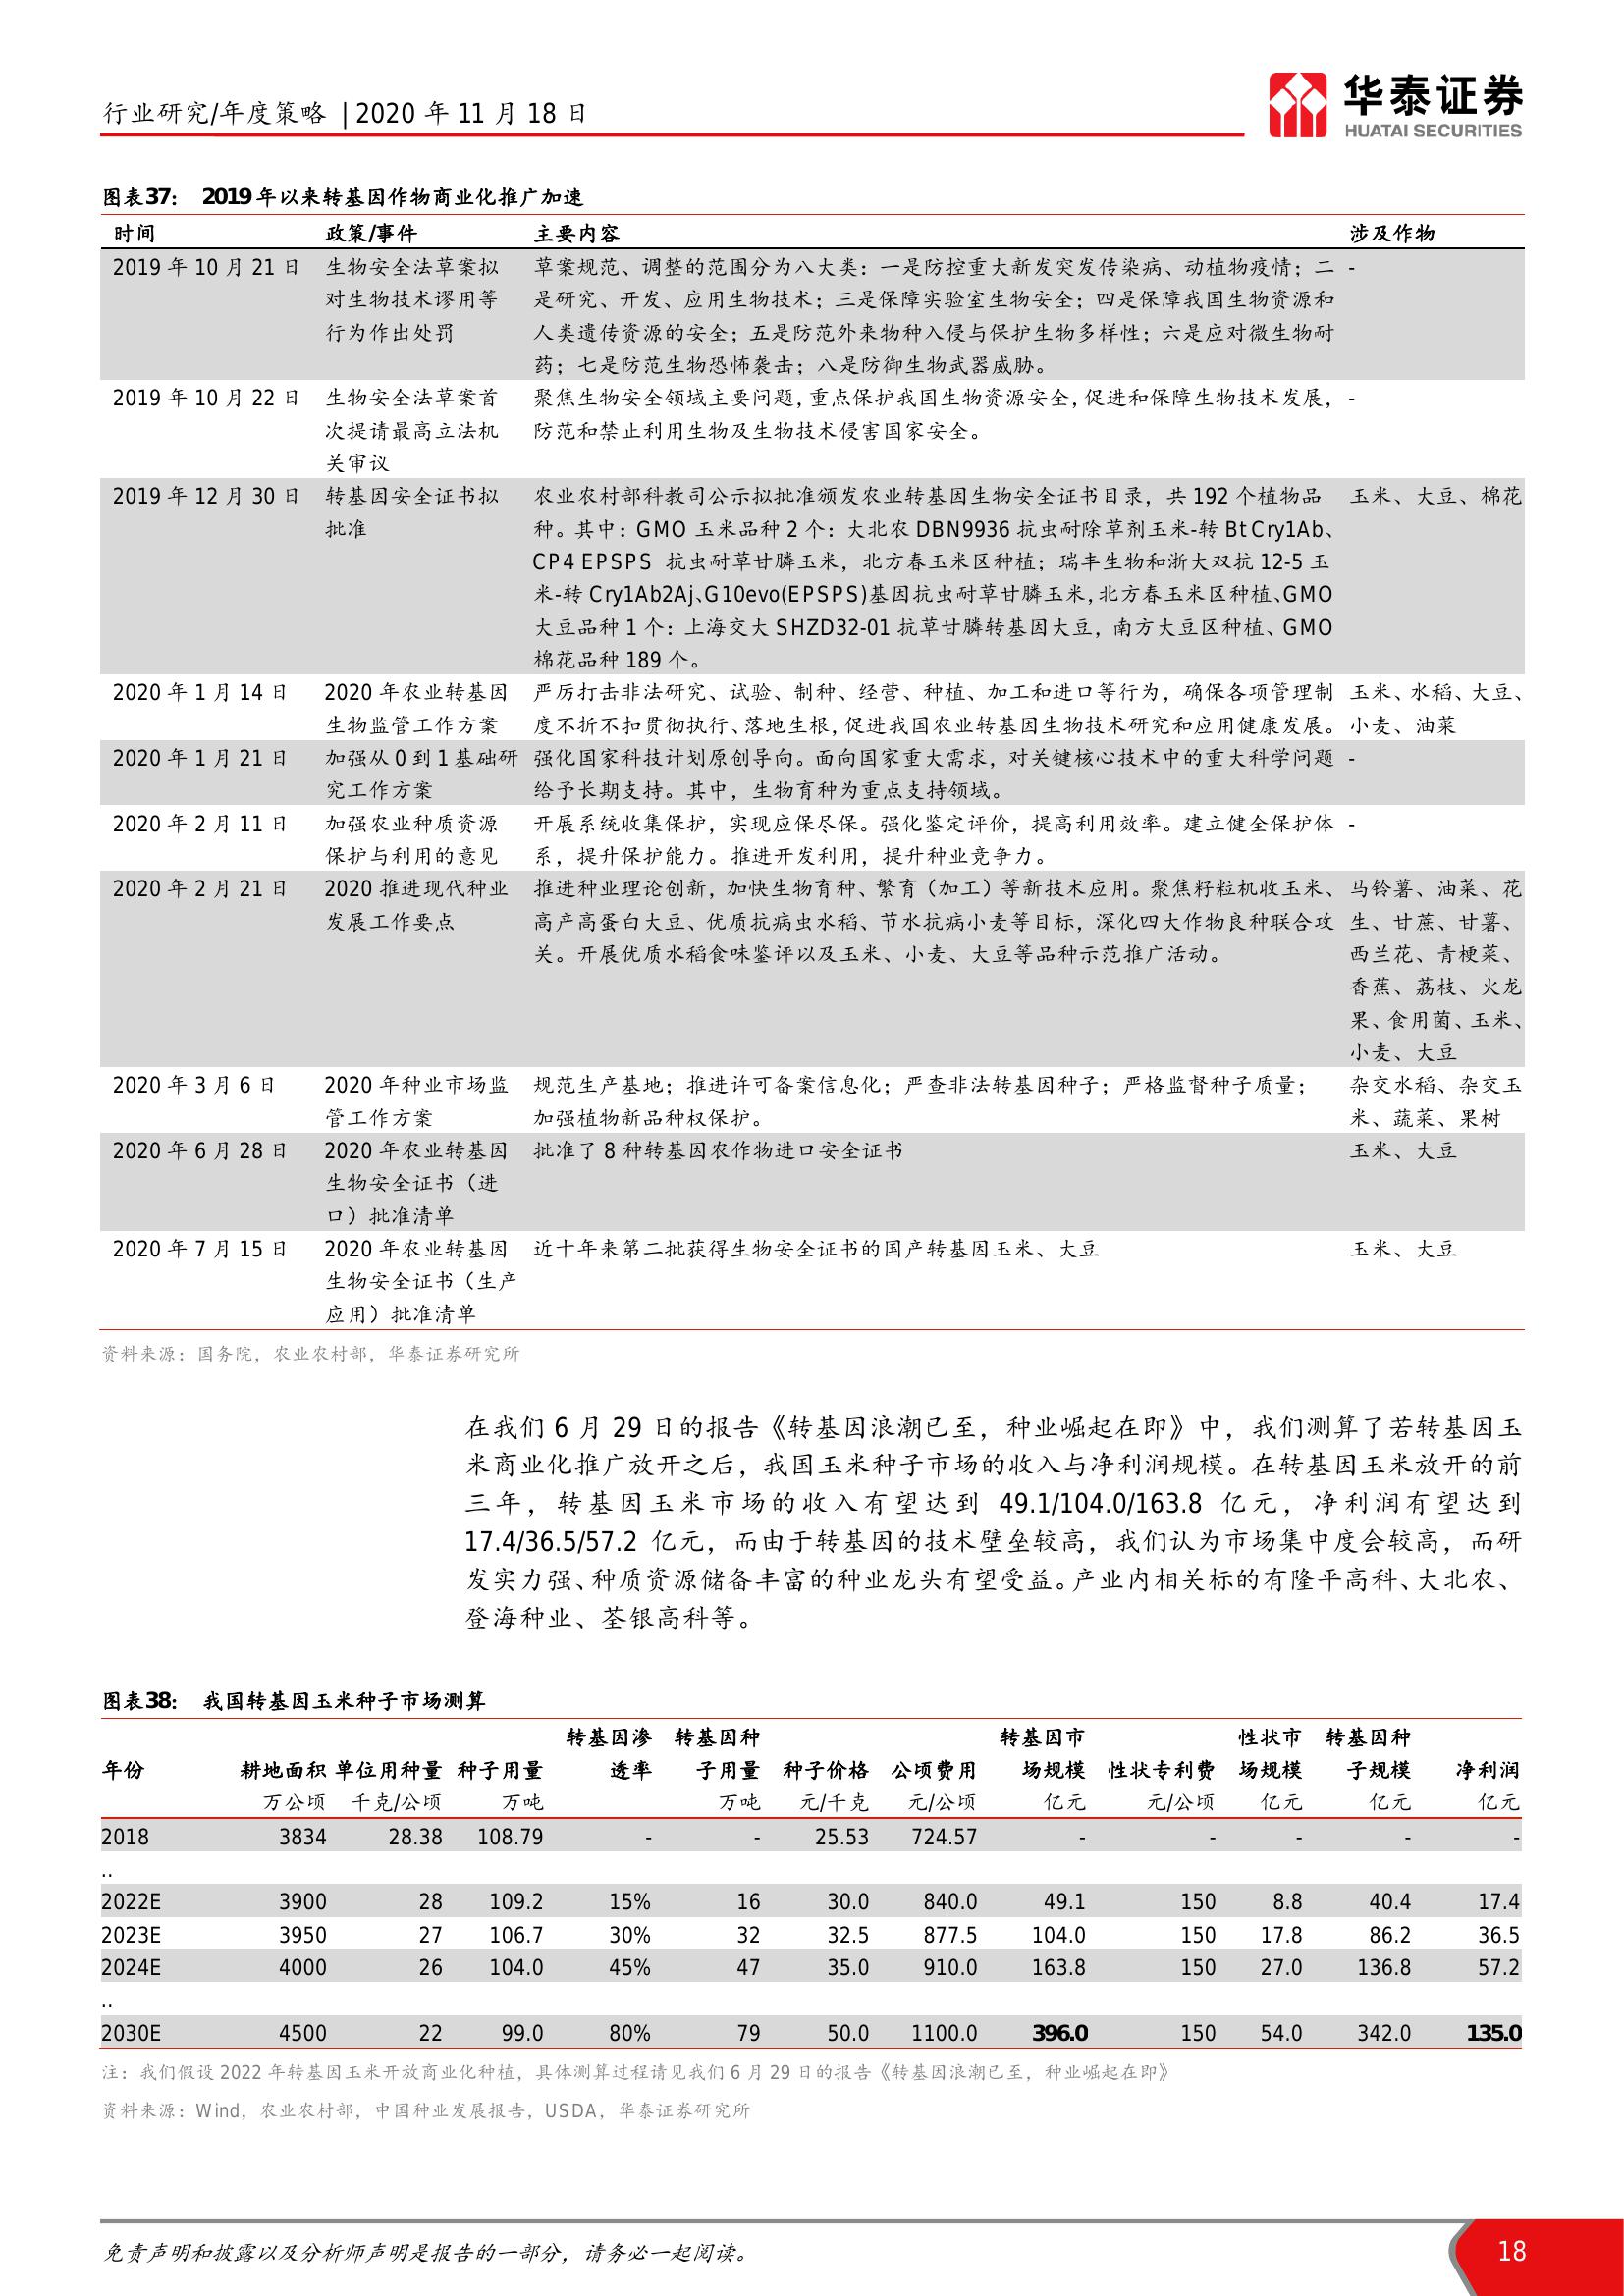 行业研究/年度策略 | 2020 年 11 月 18 日
华泰证券
HUATAI SECURITIES
图表37： 2019 年以来转基因作物商业化推广加速
时间 政策/事件 主要内容 涉及作物
2019 年 10 月 21 日 生物安全法草案拟 草案规范、调整的范围分为八大类：一是防控重大新发突发传染病、动植物疫情；二 -
对生物技术谬用等 是研究、开发、应用生物技术；三是保障实验室生物安全；四是保障我国生物资源和
行为作出处罚 人类遗传资源的安全；五是防范外来物种入侵与保护生物多样性；六是应对微生物耐
药；七是防范生物恐怖袭击；八是防御生物武器威胁。
2019 年 10 月 22 日 生物安全法草案首 聚焦生物安全领域主要问题，重点保护我国生物资源安全，促进和保障生物技术发展， -
次提请最高立法机 防范和禁止利用生物及生物技术侵害国家安全。
关审议
2019 年 12 月 30 日 转基因安全证书拟 农业农村部科教司公示拟批准颁发农业转基因生物安全证书目录，共 192 个植物品 玉米、大豆、棉花
批准 种。其中：GMO 玉米品种 2 个：大北农 DBN9936 抗虫耐除草剂玉米-转 Bt Cry1Ab、
CP4 EPSPS 抗虫耐草甘膦玉米，北方春玉米区种植；瑞丰生物和浙大双抗 12-5 玉
米-转 Cry1Ab2Aj、G10evo(EPSPS)基因抗虫耐草甘膦玉米，北方春玉米区种植、GMO
大豆品种 1 个：上海交大 SHZD32-01 抗草甘膦转基因大豆，南方大豆区种植、GMO
棉花品种 189 个。
2020 年 1 月 14 日 2020 年农业转基因 严厉打击非法研究、试验、制种、经营、种植、加工和进口等行为，确保各项管理制 玉米、水稻、大豆、
生物监管工作方案 度不折不扣贯彻执行、落地生根，促进我国农业转基因生物技术研究和应用健康发展。 小麦、油菜
2020 年 1 月 21 日 加强从 0 到 1 基础研 强化国家科技计划原创导向。面向国家重大需求，对关键核心技术中的重大科学问题 -
究工作方案 给予长期支持。其中，生物育种为重点支持领域。
2020 年 2 月 11 日 加强农业种质资源 开展系统收集保护，实现应保尽保。强化鉴定评价，提高利用效率。建立健全保护体 -
保护与利用的意见 系，提升保护能力。推进开发利用，提升种业竞争力。
2020 年 2 月 21 日 2020 推进现代种业 推进种业理论创新，加快生物育种、繁育（加工）等新技术应用。聚焦籽粒机收玉米、 马铃薯、油菜、花
发展工作要点 高产高蛋白大豆、优质抗病虫水稻、节水抗病小麦等目标，深化四大作物良种联合攻 生、甘蔗、甘薯、
关。开展优质水稻食味鉴评以及玉米、小麦、大豆等品种示范推广活动。 西兰花、青梗菜、
香蕉、荔枝、火龙
果、食用菌、玉米、
小麦、大豆
2020 年 3 月 6 日 2020 年种业市场监 规范生产基地；推进许可备案信息化；严查非法转基因种子；严格监督种子质量； 杂交水稻、杂交玉
管工作方案 加强植物新品种权保护。 米、蔬菜、果树
2020 年 6 月 28 日 2020 年农业转基因 批准了 8 种转基因农作物进口安全证书 玉米、大豆
生物安全证书（进
口）批准清单
2020 年 7 月 15 日 2020 年农业转基因 近十年来第二批获得生物安全证书的国产转基因玉米、大豆 玉米、大豆
生物安全证书（生产
应用）批准清单
资料来源：国务院，农业农村部，华泰证券研究所
在我们 6 月 29 日的报告《转基因浪潮已至，种业崛起在即》中，我们测算了若转基因玉
米商业化推广放开之后，我国玉米种子市场的收入与净利润规模。在转基因玉米放开的前
三年，转基因玉米市场的收入有望达到 49.1/104.0/163.8 亿元，净利润有望达到
17.4/36.5/57.2 亿元，而由于转基因的技术壁垒较高，我们认为市场集中度会较高，而研
发实力强、种质资源储备丰富的种业龙头有望受益。产业内相关标的有隆平高科、大北农、
登海种业、荃银高科等。
图表38： 我国转基因玉米种子市场测算
转基因渗 转基因种 转基因市 性状市 转基因种
年份 耕地面积 单位用种量 种子用量 透率 子用量 种子价格 公顷费用 场规模 性状专利费 场规模 子规模 净利润
万公顷 千克/公顷 万吨 万吨 元/千克 元/公顷 亿元 元/公顷 亿元 亿元 亿元
2018 3834 28.38 108.79 - - 25.53 724.57 - - - - -
..
2022E 3900 28 109.2 15% 16 30.0 840.0 49.1 150 8.8 40.4 17.4
2023E 3950 27 106.7 30% 32 32.5 877.5 104.0 150 17.8 86.2 36.5
2024E 4000 26 104.0 45% 47 35.0 910.0 163.8 150 27.0 136.8 57.2
..
2030E 4500 22 99.0 80% 79 50.0 1100.0 396.0 150 54.0 342.0 135.0
注：我们假设 2022 年转基因玉米开放商业化种植，具体测算过程请见我们 6 月 29 日的报告《转基因浪潮已至，种业崛起在即》
资料来源：Wind，农业农村部，中国种业发展报告，USDA，华泰证券研究所
免责声明和披露以及分析师声明是报告的一部分，请务必一起阅读。
18